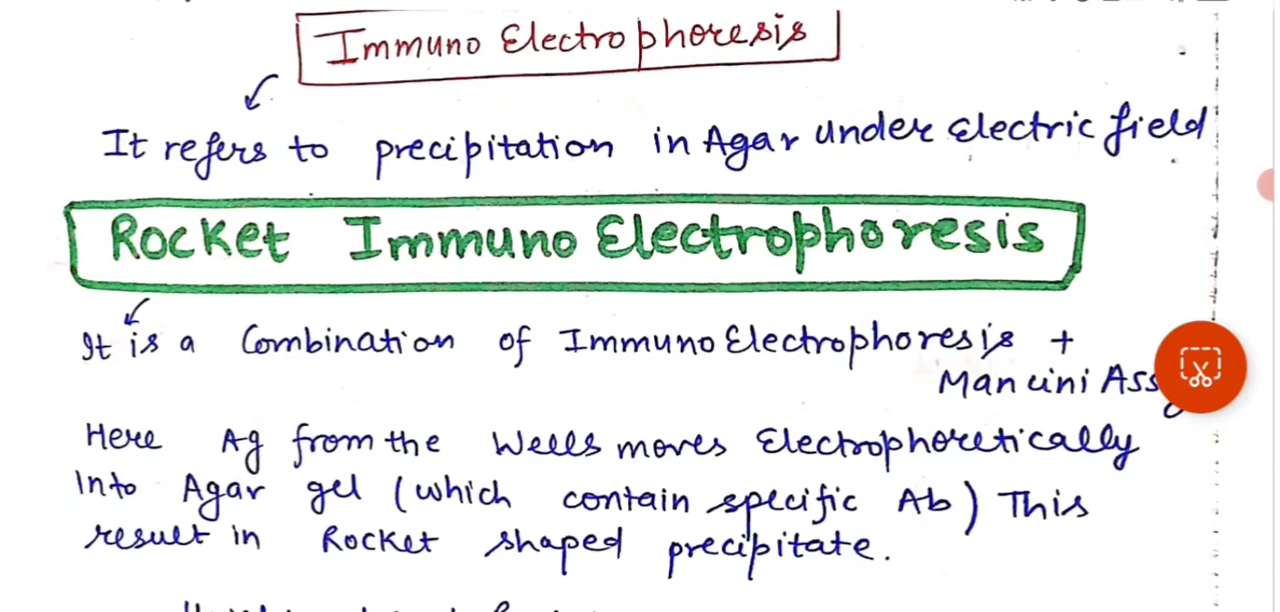 Immuno Electrophoresis
It refers to precipitation in Agar under electric field
Rocket Immuno Electrophoresis
It is a Combination of Immuno Electrophoresis +
Mancini
Here Ag from the Wells moves Electrophoretically
Into Agar gel (which contain specific Ab) This
result in Rocket shaped precipitate.